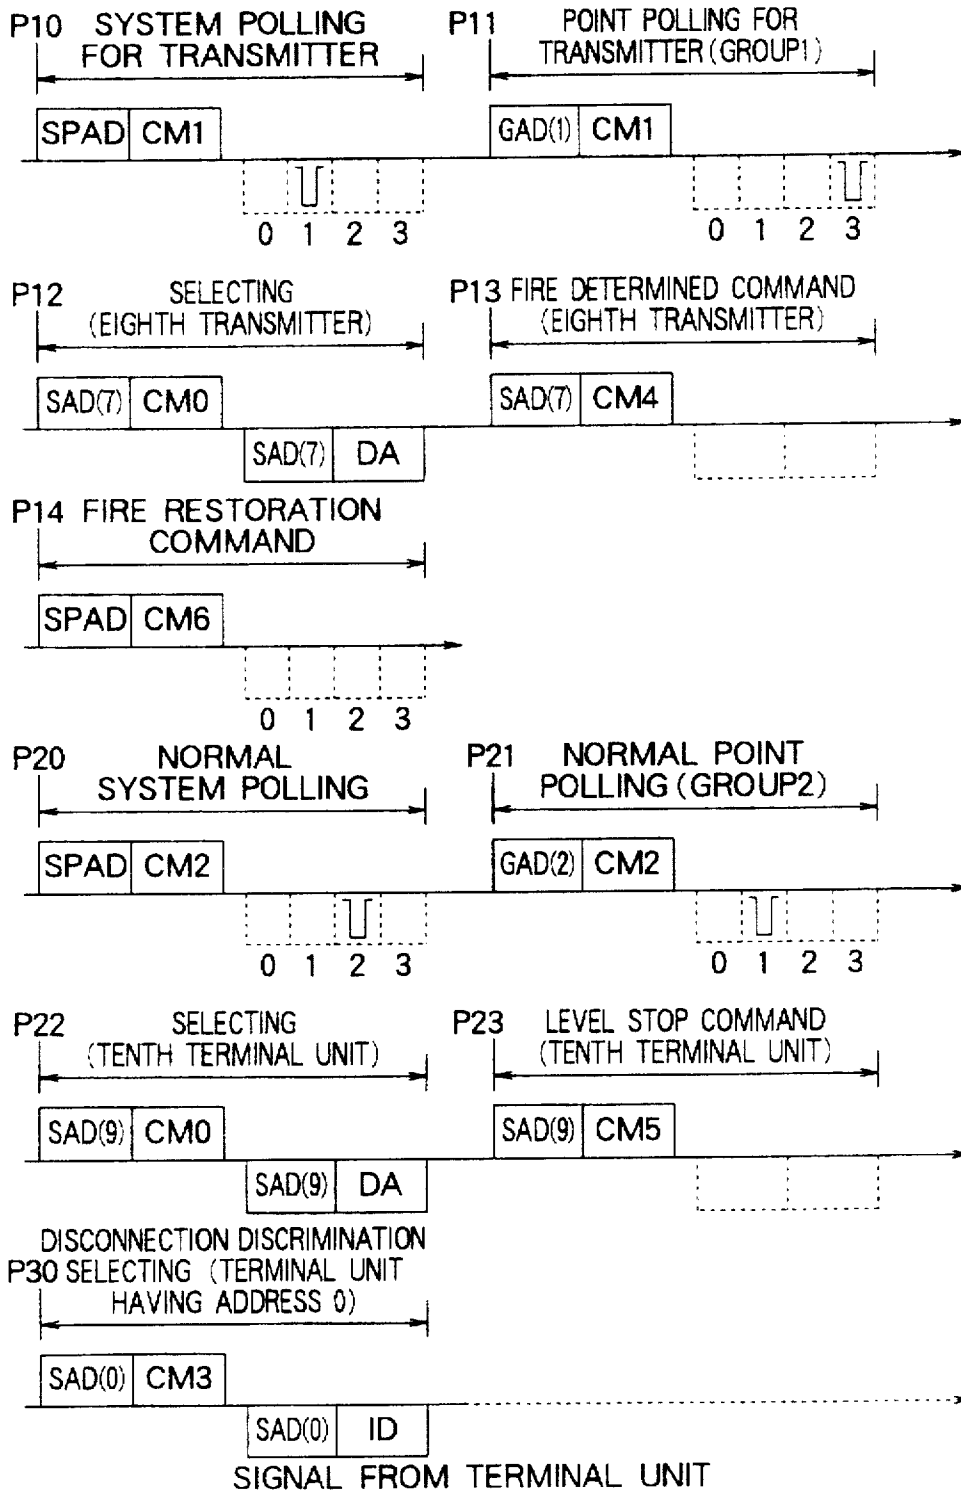 P10 SYSTEM POLLING FOR TRANSMITTER
P11 POINT POLLING FOR TRANSMITTER (GROUP1)
SPAD CM1
GAD(1) CM1
0 1 2 3
0 1 2 3
P12 SELECTING (EIGHTH TRANSMITTER)
P13 FIRE DETERMINED COMMAND (EIGHTH TRANSMITTER)
SAD(7) CM0
SAD(7) CM4
SAD(7) DA
P14 FIRE RESTORATION COMMAND
SPAD CM6
0 1 2 3
P20 NORMAL SYSTEM POLLING
P21 NORMAL POINT POLLING (GROUP2)
SPAD CM2
GAD(2) CM2
0 1 2 3
0 1 2 3
P22 SELECTING (TENTH TERMINAL UNIT)
P23 LEVEL STOP COMMAND (TENTH TERMINAL UNIT)
SAD(9) CM0
SAD(9) CM5
SAD(9) DA
DISCONNECTION DISCRIMINATION
P30 SELECTING (TERMINAL UNIT
HAVING ADDRESS 0)
SAD(0) CM3
SAD(0) ID
SIGNAL FROM TERMINAL UNIT